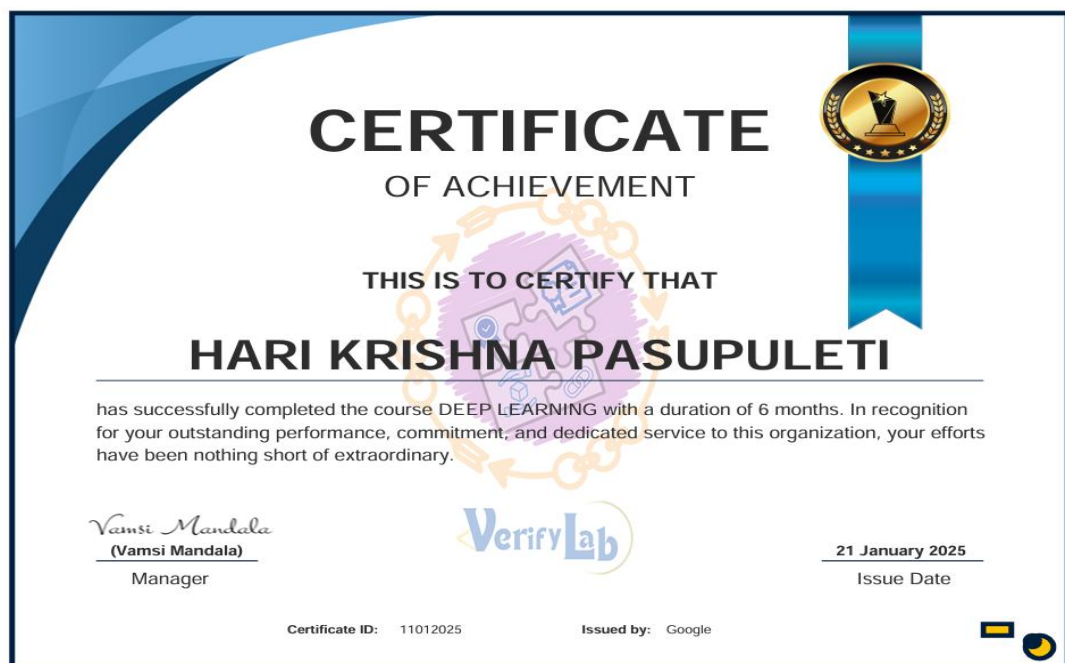 CERTIFICATE
OF ACHIEVEMENT
THIS IS TO CERTIFY THAT
HARI KRISHNA PASUPULETI
has successfully completed the course DEEP LEARNING with a duration of 6 months. In recognition
for your outstanding performance, commitment, and dedicated service to this organization, your efforts
have been nothing short of extraordinary.
Vamsi Mandala
(Vamsi Mandala)
Manager
VerifyLab
21 January 2025
Issue Date
Certificate ID: 11012025 Issued by: Google